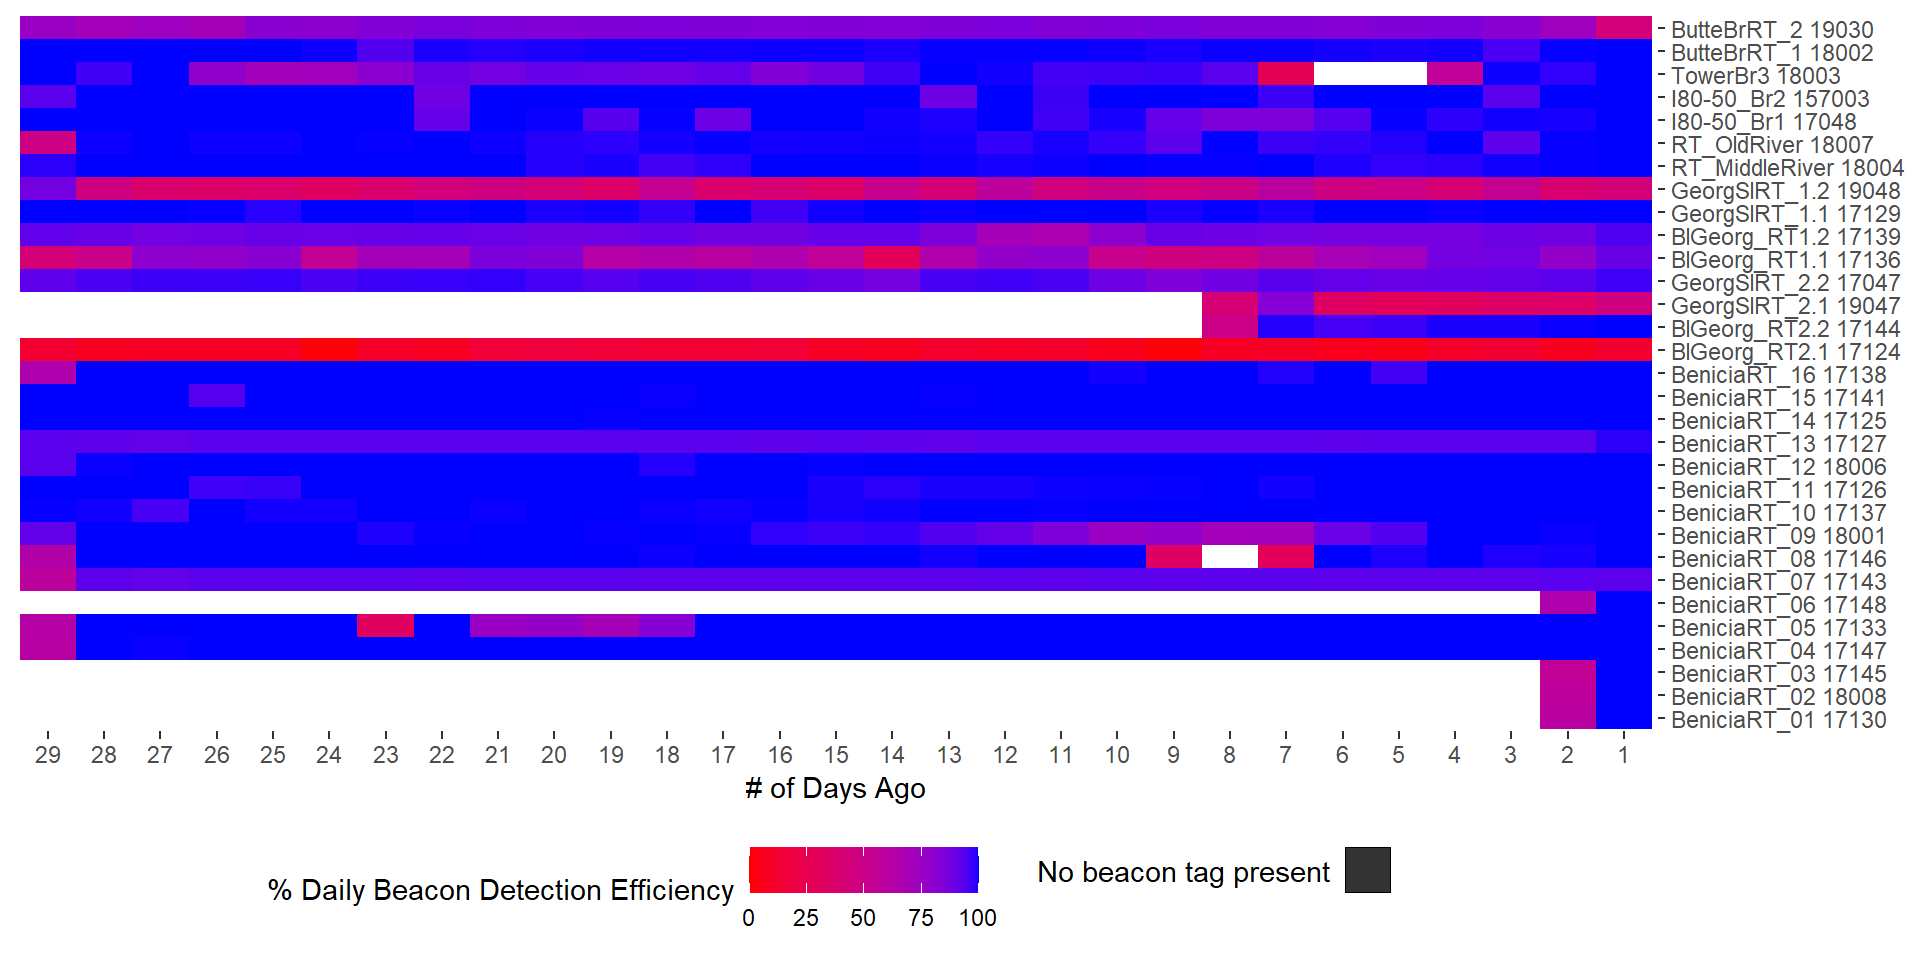 ButteBrRT_2 19030
ButteBrRT_1 18002
TowerBr3 18003
I80-50_Br2 157003
I80-50_Br1 17048
RT_OldRiver 18007
RT_MiddleRiver 18004
GeorgSlRT_1.2 19048
GeorgSlRT_1.1 17129
BlGeorg_RT1.2 17139
BlGeorg_RT1.1 17136
GeorgSlRT_2.2 17047
GeorgSlRT_2.1 19047
BlGeorg_RT2.2 17144
BlGeorg_RT2.1 17124
BeniciaRT_16 17138
BeniciaRT_15 17141
BeniciaRT_14 17125
BeniciaRT_13 17127
BeniciaRT_12 18006
BeniciaRT_11 17126
BeniciaRT_10 17137
BeniciaRT_09 18001
BeniciaRT_08 17146
BeniciaRT_07 17143
BeniciaRT_06 17148
BeniciaRT_05 17133
BeniciaRT_04 17147
BeniciaRT_03 17145
BeniciaRT_02 18008
BeniciaRT_01 17130
29 28 27 26 25 24 23 22 21 20 19 18 17 16 15 14 13 12 11 10 9 8 7 6 5 4 3 2 1
# of Days Ago
% Daily Beacon Detection Efficiency
0 25 50 75 100
No beacon tag present